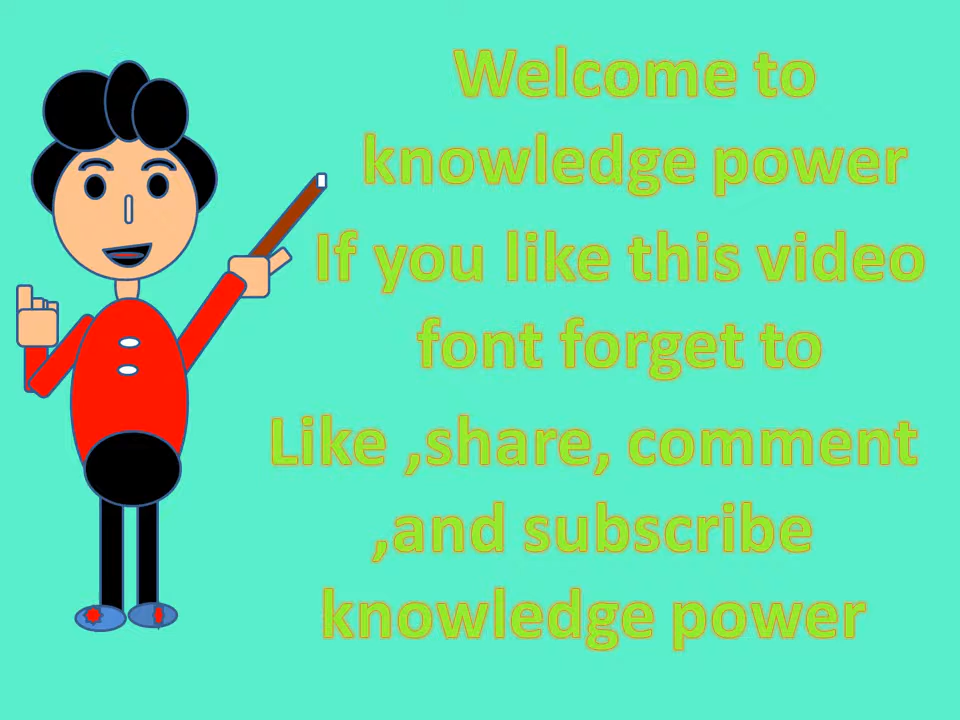 Welcome to
knowledge power
If you like this video
font forget to
Like ,share, comment
,and subscribe
knowledge power